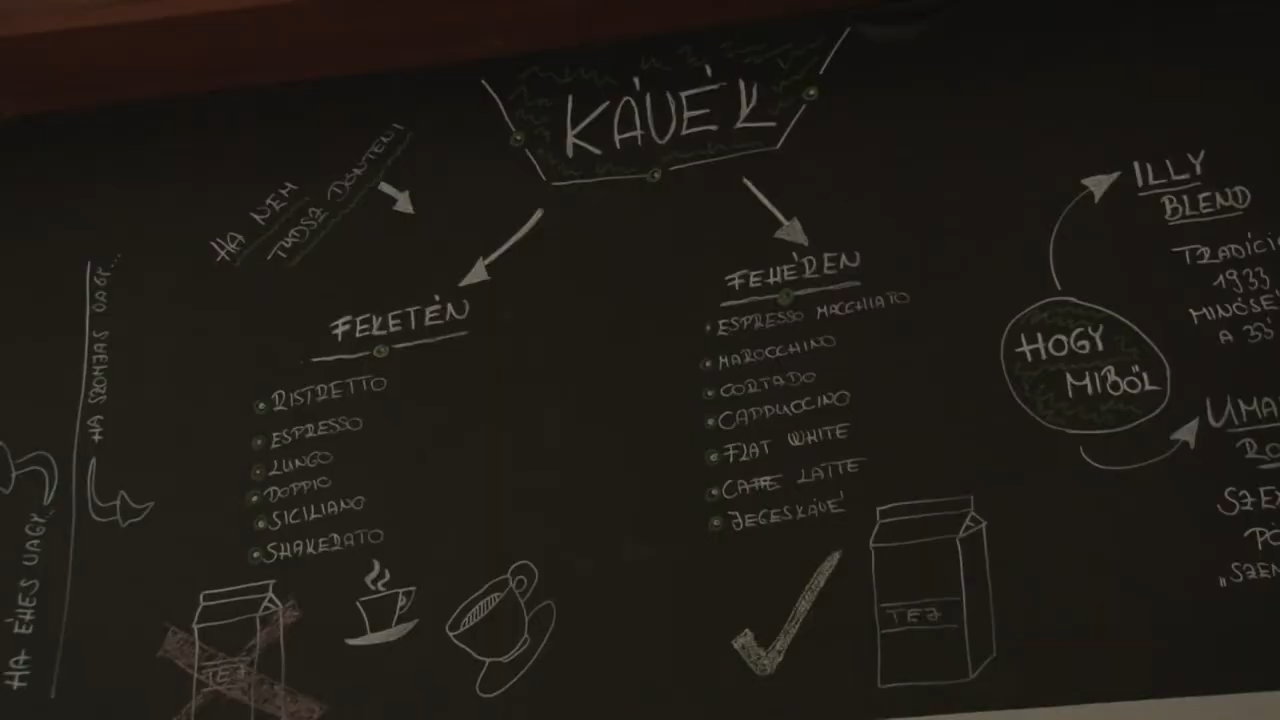 KÁVÉK
HA NEM
TUDSZ DÖNTENI
FEKETÉN
RISTRETTO
ESPRESSO
LUNGO
DOPPIO
SICILIANO
SHAKERATO
TEJ
FEHÉREN
ESPRESSO MACCHIATO
MAROCCHINO
CORTADO
CAPPUCCINO
FLAT WHITE
CAFFE LATTE
JEGESKÁVÉ
TEJ
HOGY
MIBŐL
ILLY
BLEND
1933
A 33
HA SZOMJAS VAGY...
HA ÉHES VAGY...